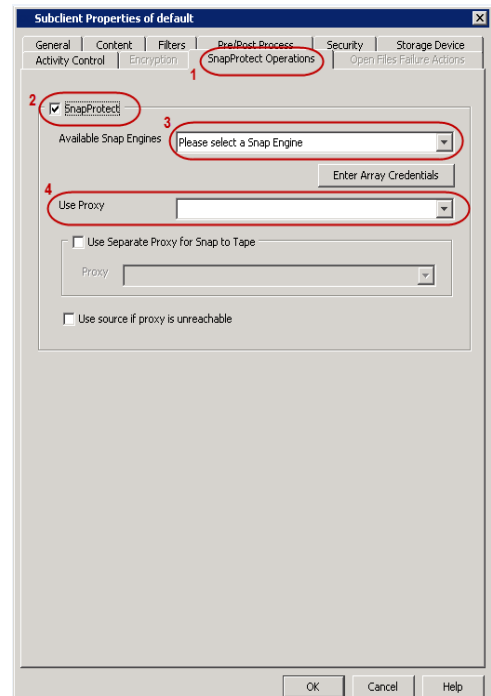 Subclient Properties of default
General Content Filters Pre/Post Process Security Storage Device
Activity Control Encryption SnapProtect Operations Open Files Failure Actions
1
2
SnapProtect
3
Available Snap Engines Please select a Snap Engine
Enter Array Credentials
4
Use Proxy
Use Separate Proxy for Snap to Tape
Proxy
Use source if proxy is unreachable
OK Cancel Help